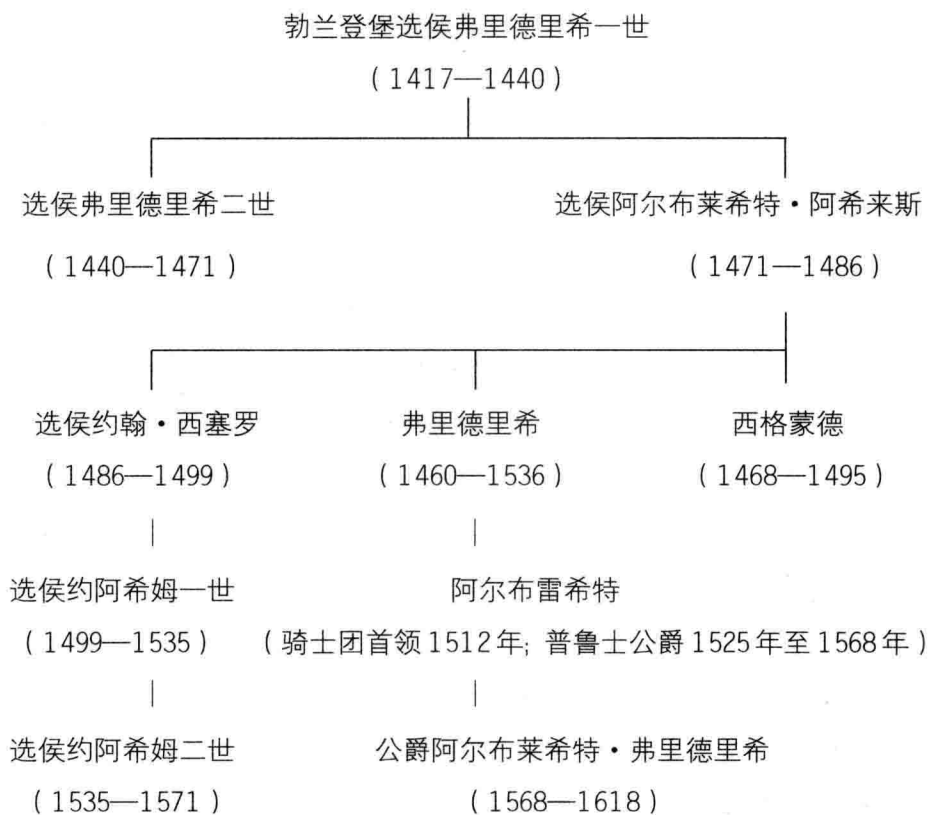 勃兰登堡选侯弗里德里希一世
（1417—1440）
选侯弗里德里希二世
选侯阿尔布莱希特·阿希来斯
（1440—1471）
（1471—1486）
选侯约翰·西塞罗
弗里德里希
西格蒙德
（1486—1499）
（1460—1536）
（1468—1495）
选侯约阿希姆一世
阿尔布雷希特
（1499—1535）
（骑士团首领1512年；普鲁士公爵1525年至1568年）
选侯约阿希姆二世
公爵阿尔布莱希特·弗里德里希
（1535—1571）
（1568—1618）